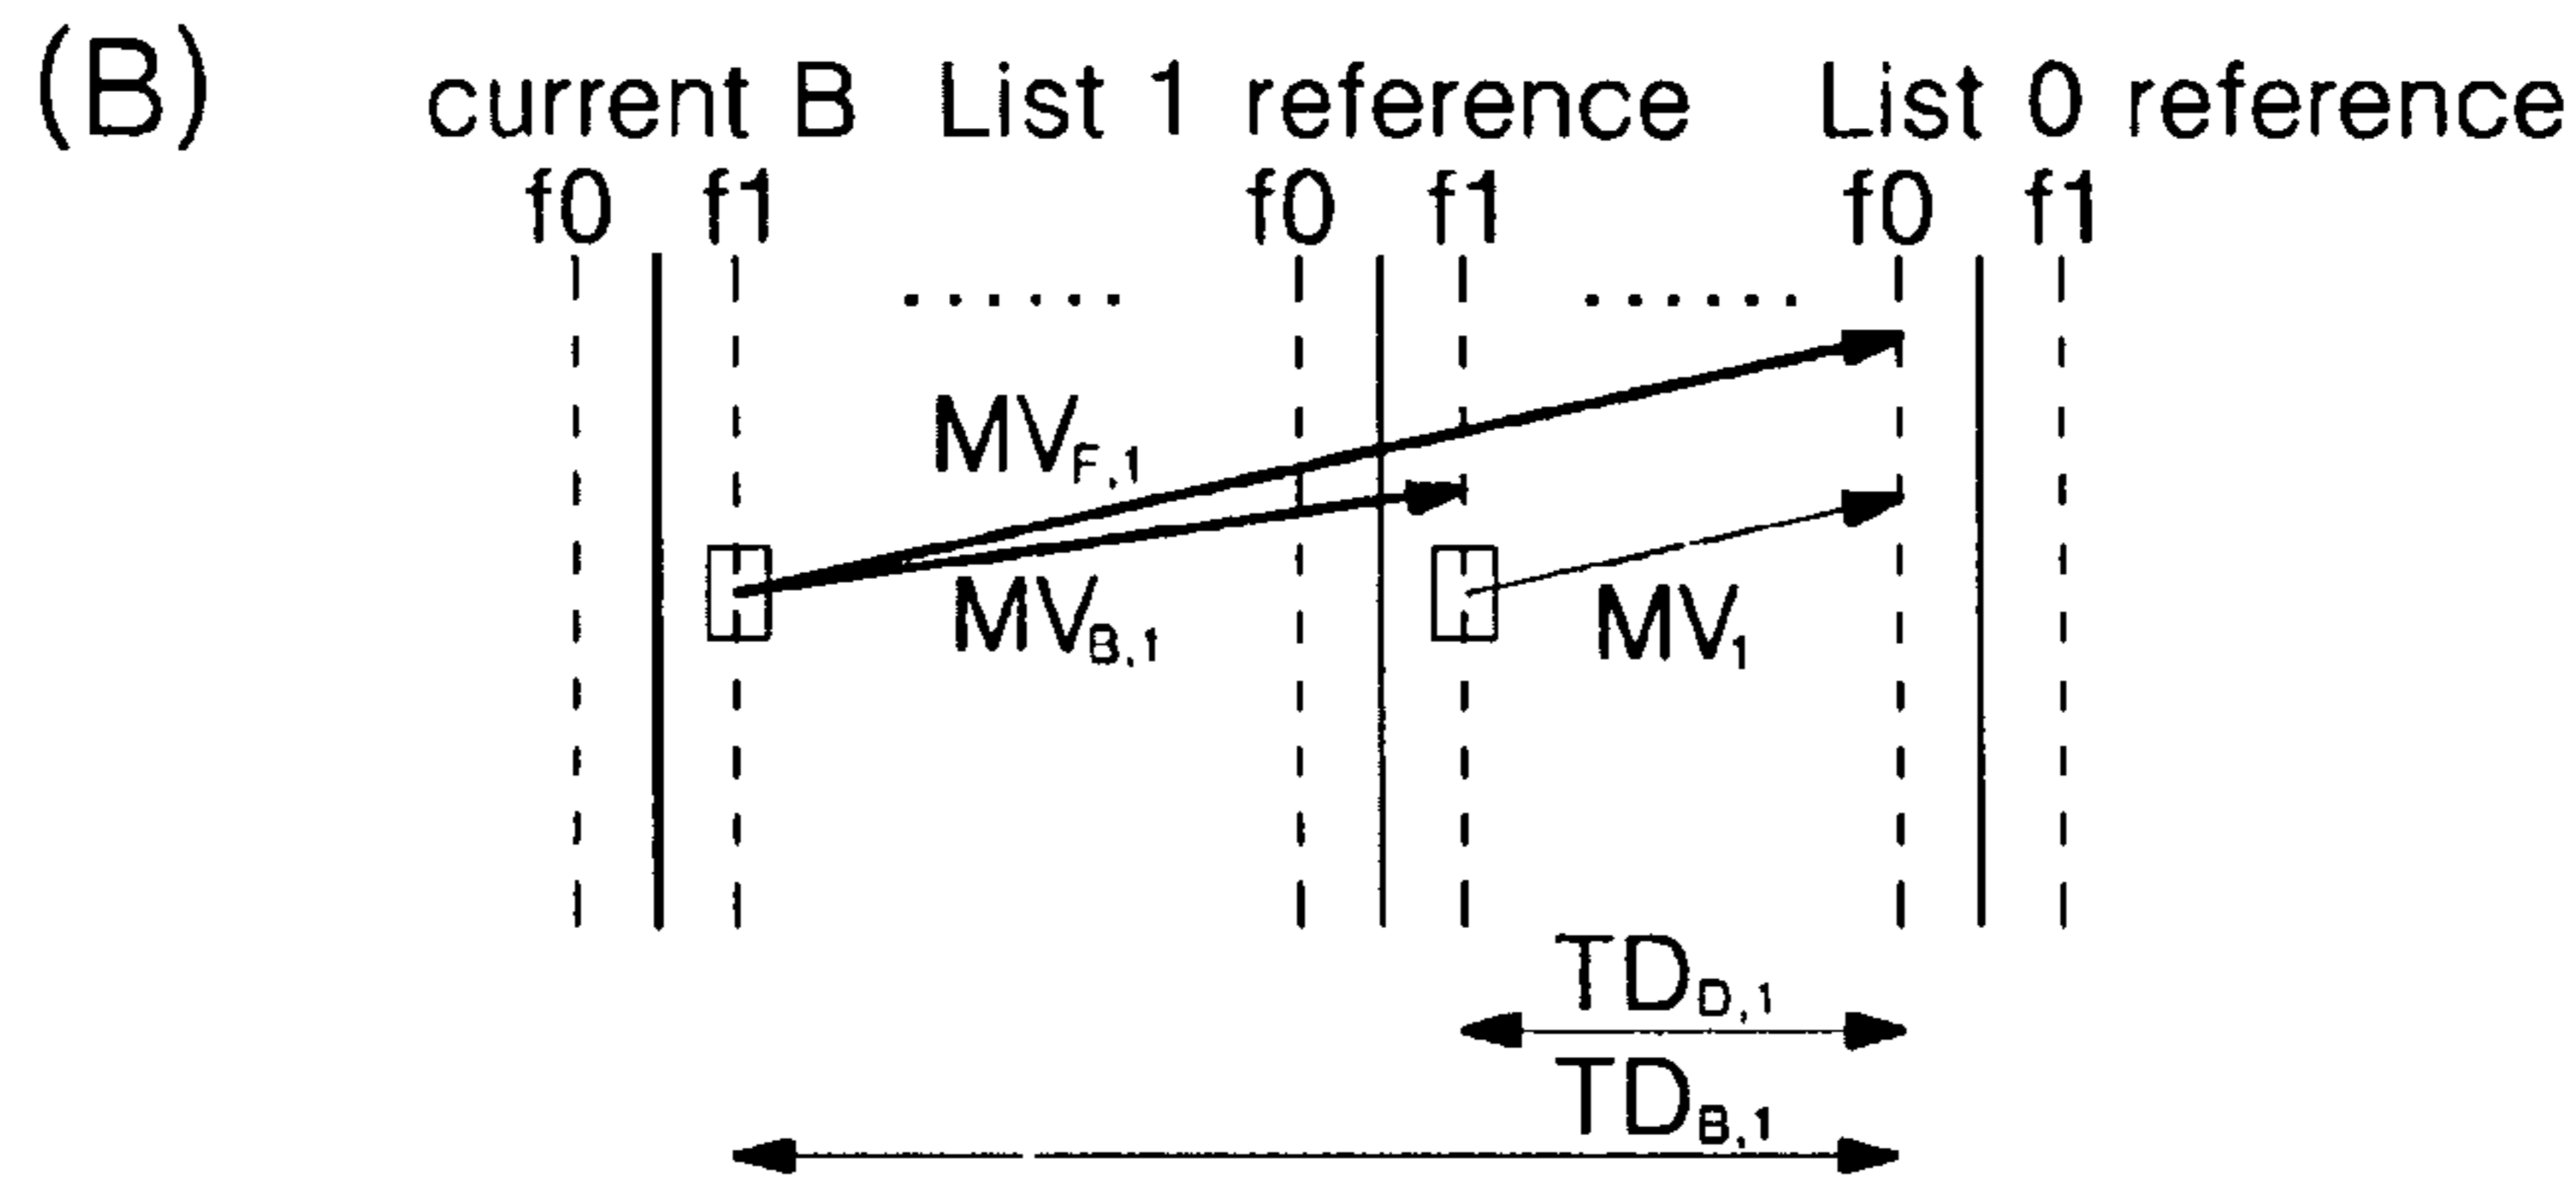 (B) current B List 1 reference List 0 reference
f0 f1 f0 f1 f0 f1
......  ......
MVF,1
MVB,1 MV1
TDD,1
TDB,1